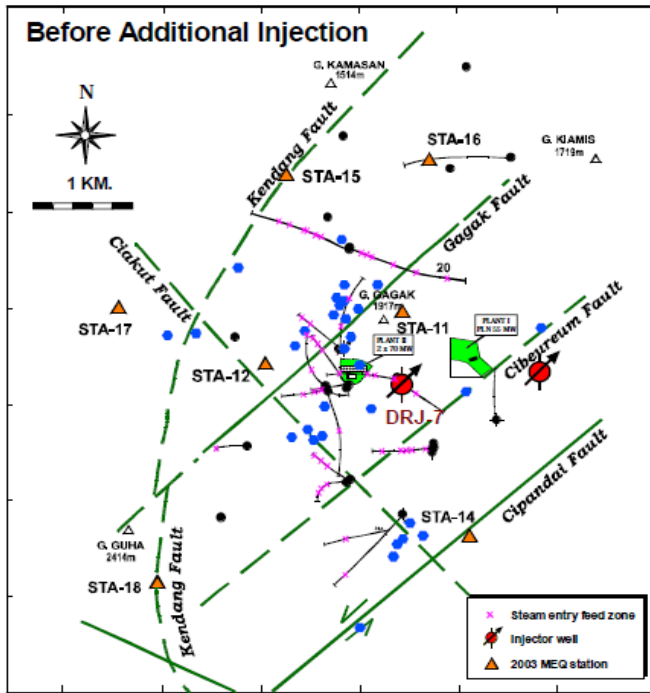 Before Additional Injection
G. KAMASAN
1514m
N
STA-16
G. KIAMIS
1719m
Kendang Fault
STA-15
1 KM.
Gagak Fault
Ciakut Fault
20
G. GAGAK
1917m
STA-17
STA-11
PLANT I
PLN 55 MW
PLANT II
2 x 70 MW
Cibeureum Fault
STA-12
DRJ-7
Cipandai Fault
STA-14
G. GUHA
2414m
STA-18
Kendang Fault
Steam entry feed zone
Injector well
2003 MEQ station